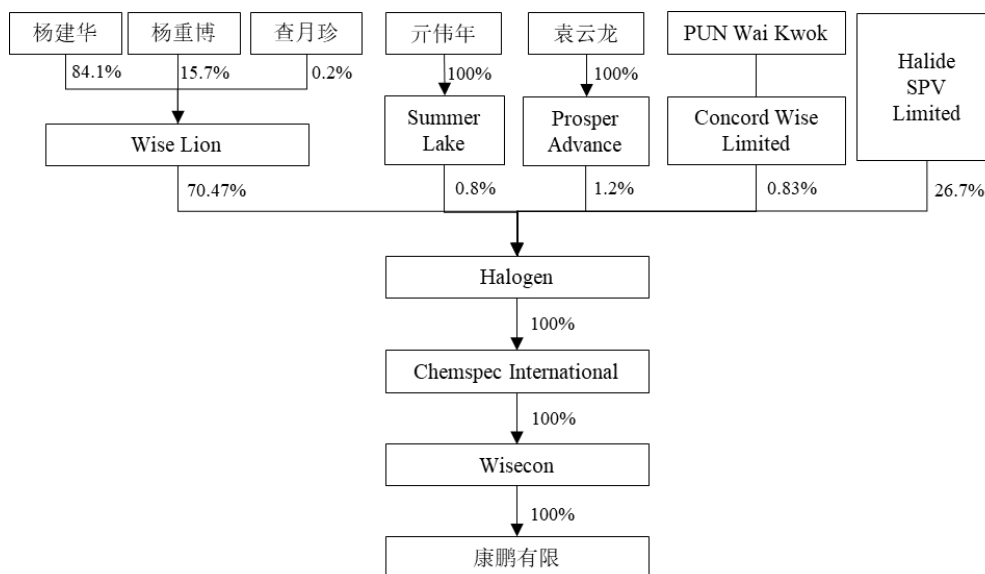 杨建华
杨重博
查月珍
亓伟年
袁云龙
PUN Wai Kwok
Halide
SPV
Limited
84.1%
15.7%
0.2%
100%
100%
Wise Lion
Summer
Lake
Prosper
Advance
Concord Wise
Limited
70.47%
0.8%
1.2%
0.83%
26.7%
Halogen
100%
Chemspec International
100%
Wisecon
100%
康鹏有限